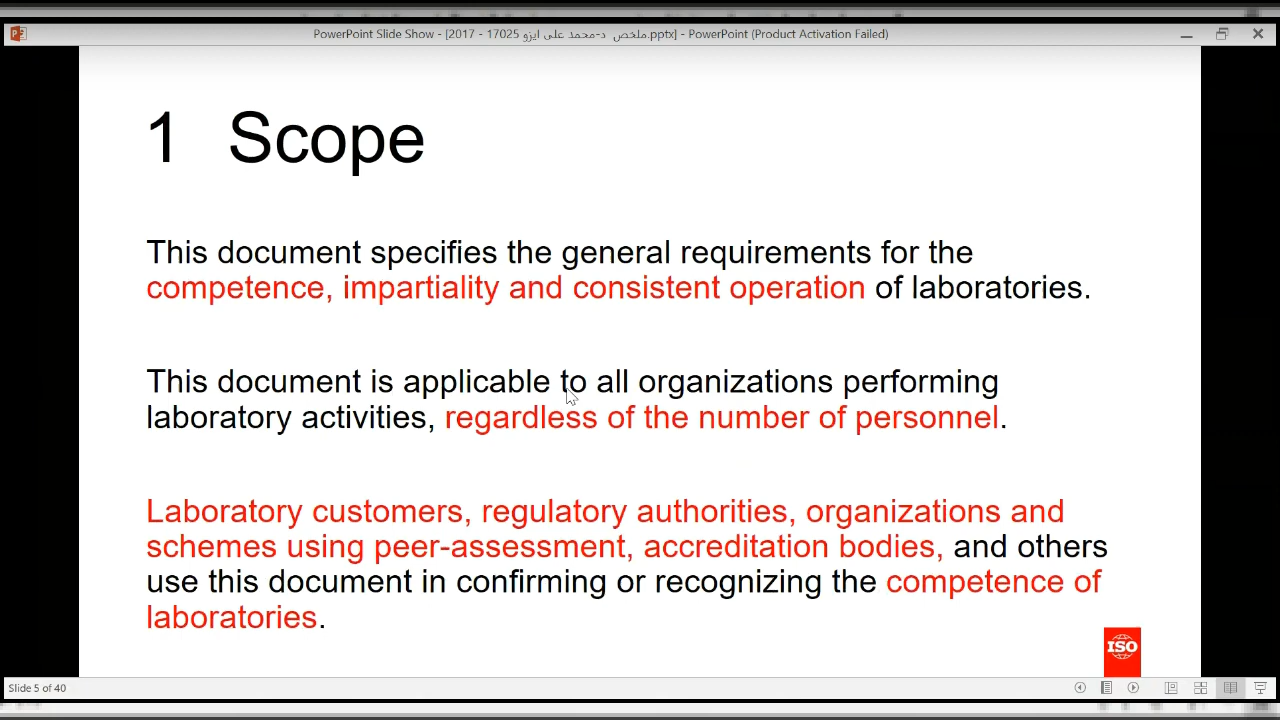 PowerPoint Slide Show - [2017 - 17025 ملخص د-محمد على ايزو.pptx] - PowerPoint (Product Activation Failed)
1 Scope
This document specifies the general requirements for the
competence, impartiality and consistent operation of laboratories.
This document is applicable to all organizations performing
laboratory activities, regardless of the number of personnel.
Laboratory customers, regulatory authorities, organizations and
schemes using peer-assessment, accreditation bodies, and others
use this document in confirming or recognizing the competence of
laboratories.
ISO
Slide 5 of 40